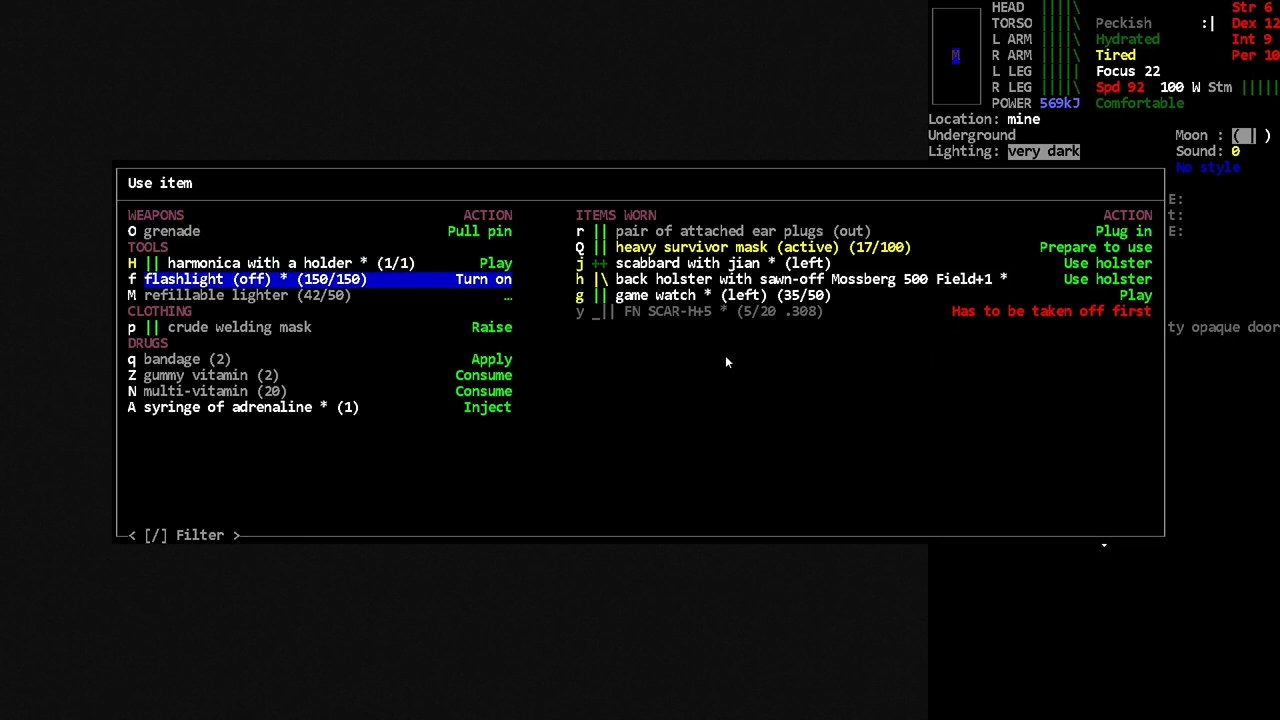 HEAD ||||\ Str 6
TORSO ||||\ Peckish :| Dex 12
L ARM ||||\ Hydrated Int 9
M R ARM ||||\ Tired Per 10
L LEG ||||| Focus 22
R LEG ||||\ Spd 92 100 W Stm |||||
POWER 569kJ Comfortable
Location: mine
Underground Moon : ( | )
Lighting: very dark Sound: 0
No style
Use item
WEAPONS ACTION
O grenade Pull pin
TOOLS
H || harmonica with a holder * (1/1) Play
f flashlight (off) * (150/150) Turn on
M refillable lighter (42/50) …
CLOTHING
p || crude welding mask Raise
DRUGS
q bandage (2) Apply
Z gummy vitamin (2) Consume
N multi-vitamin (20) Consume
A syringe of adrenaline * (1) Inject
ITEMS WORN ACTION
r || pair of attached ear plugs (out) Plug in
Q || heavy survivor mask (active) (17/100) Prepare to use
j ++ scabbard with jian * (left) Use holster
h |\ back holster with sawn-off Mossberg 500 Field+1 * Use holster
g || game watch * (left) (35/50) Play
y _|| FN SCAR-H+5 * (5/20 .308) Has to be taken off first
E:
t:
E:
ty opaque door
< [/] Filter >